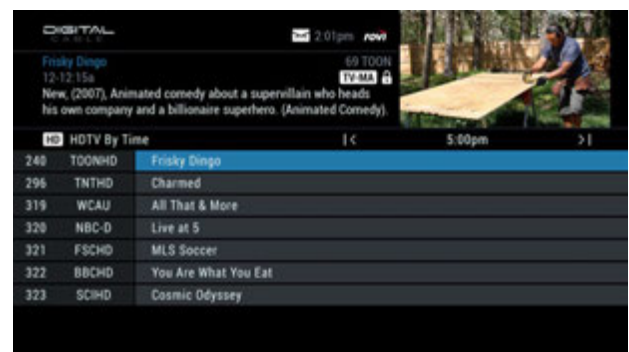 DIGITAL
CABLE
2:01pm rovi
Frisky Dingo 69 TOON
12-12:15a TV-MA
New, (2007), Animated comedy about a supervillain who heads
his own company and a billionaire superhero. (Animated Comedy).
HD HDTV By Time |< 5:00pm >|
240 TOONHD Frisky Dingo
296 TNTHD Charmed
319 WCAU All That & More
320 NBC-D Live at 5
321 FSCHD MLS Soccer
322 BBCHD You Are What You Eat
323 SCIHD Cosmic Odyssey